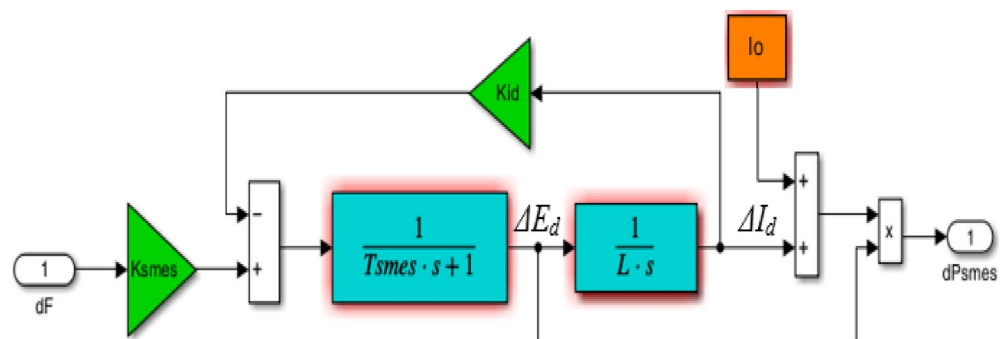 Io
Kid
−
+
+
+
1
dF
Ksmes
1
Tsmes · s + 1
ΔE_d
1
L · s
ΔI_d
x
1
dPsmes